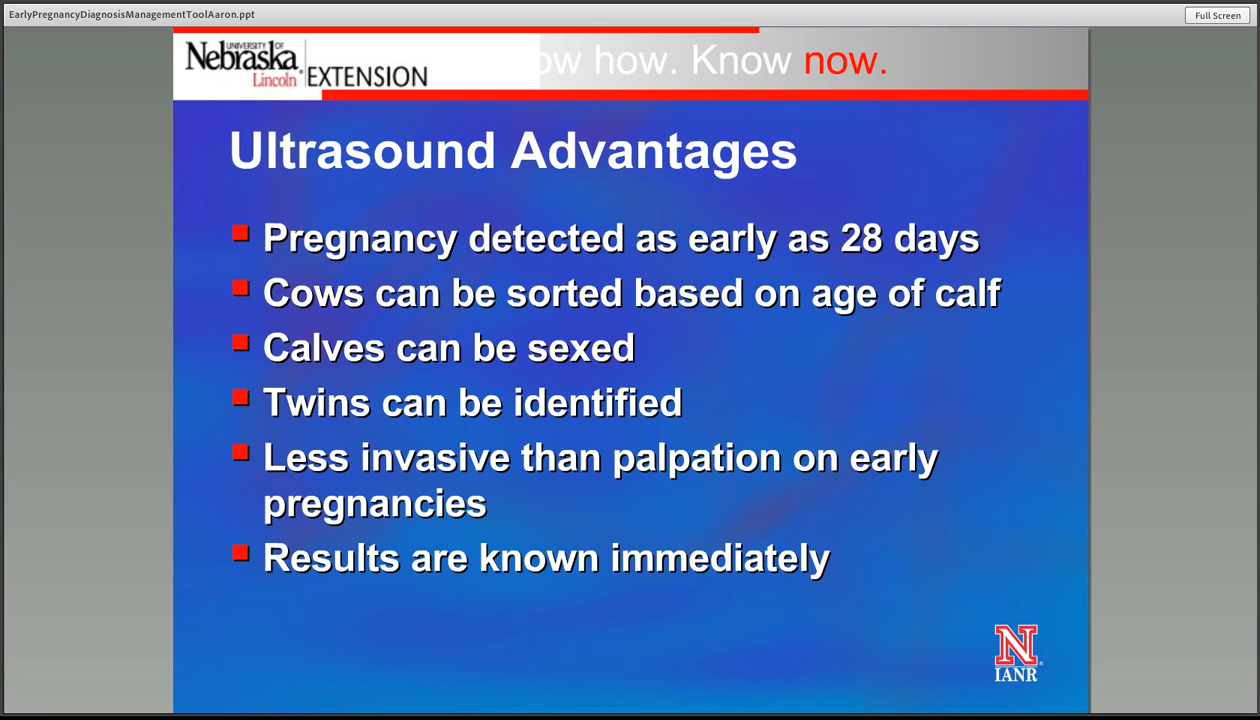 EarlyPregnancyDiagnosisManagementToolAaron.ppt
Full Screen
UNIVERSITY OF
Nebraska
Lincoln
EXTENSION
ow how. Know now.
Ultrasound Advantages
Pregnancy detected as early as 28 days
Cows can be sorted based on age of calf
Calves can be sexed
Twins can be identified
Less invasive than palpation on early
pregnancies
Results are known immediately
N
IANR